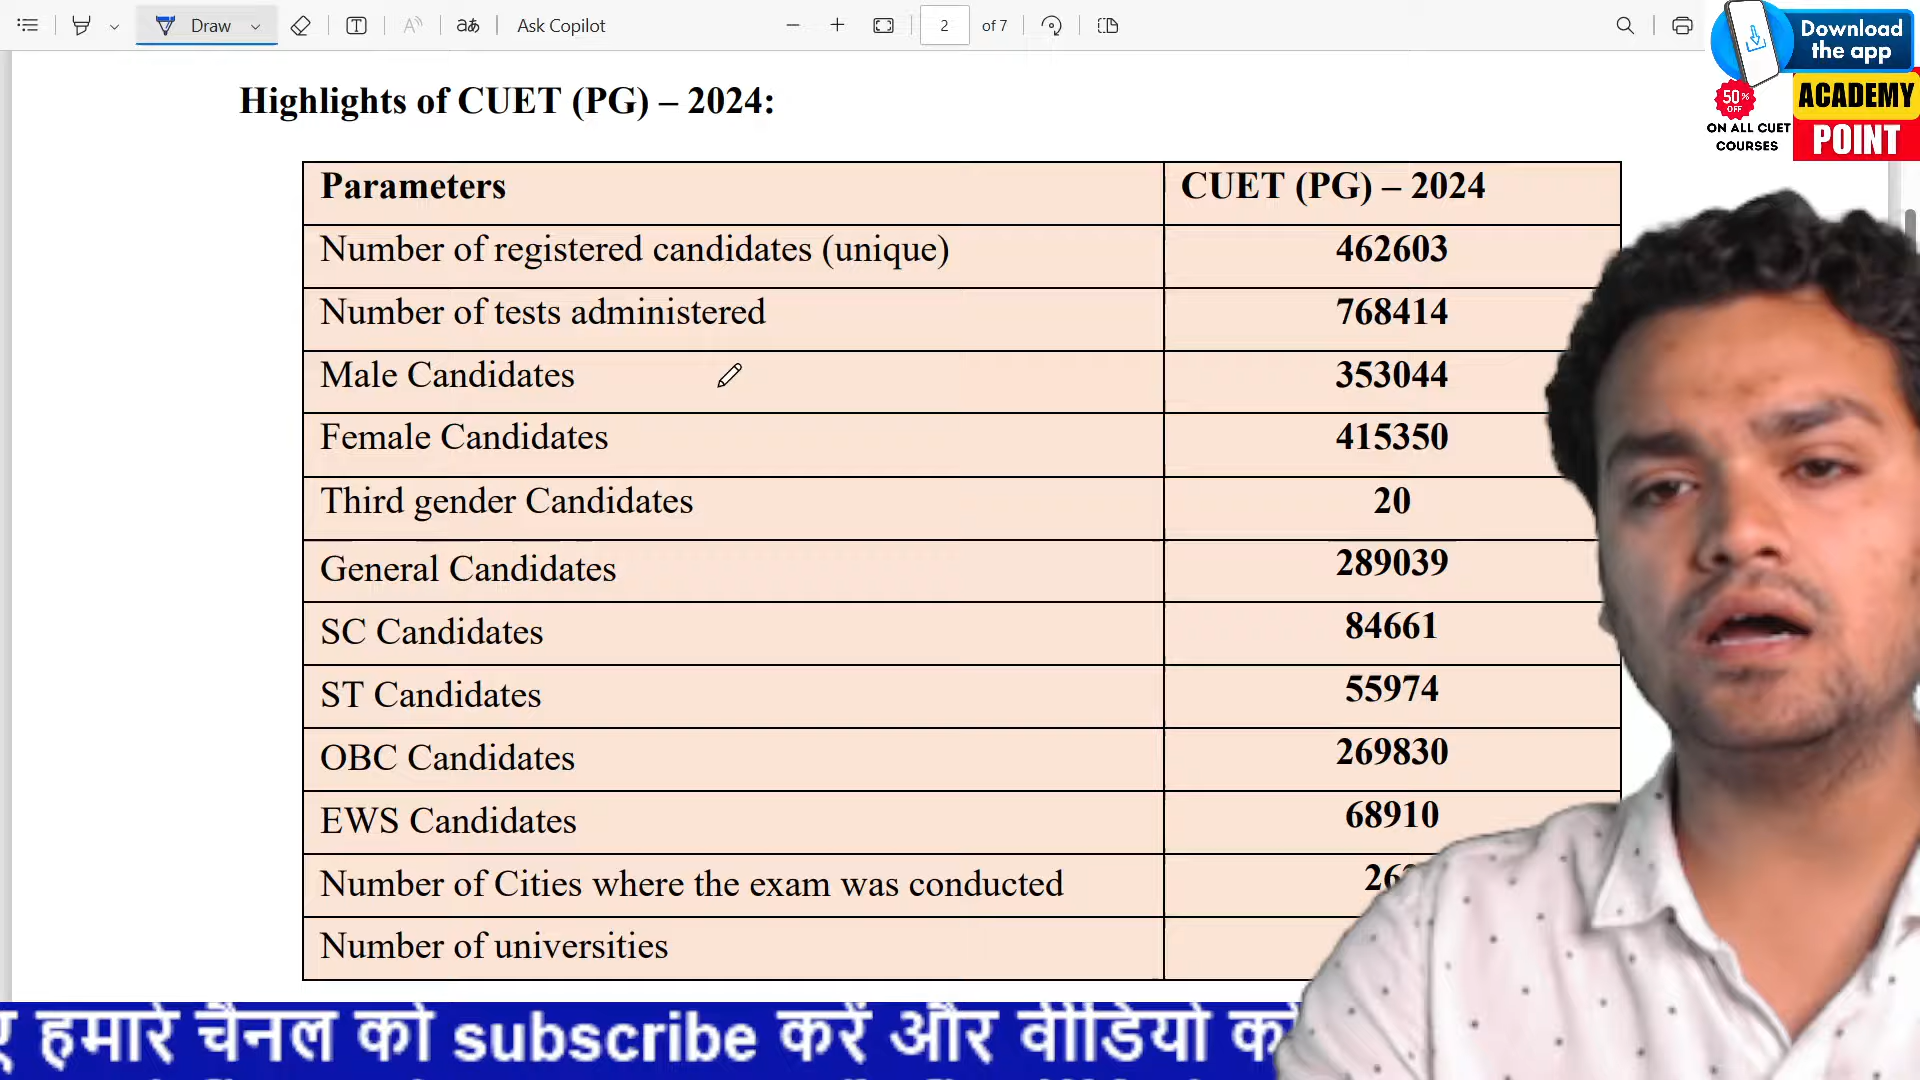 Draw
Ask Copilot
2 of 7
Download
the app
50%
OFF
ON ALL CUET
COURSES
ACADEMY
POINT
Highlights of CUET (PG) – 2024:
Parameters CUET (PG) – 2024
Number of registered candidates (unique) 462603
Number of tests administered 768414
Male Candidates 353044
Female Candidates 415350
Third gender Candidates 20
General Candidates 289039
SC Candidates 84661
ST Candidates 55974
OBC Candidates 269830
EWS Candidates 68910
Number of Cities where the exam was conducted
Number of universities
हमारे चैनल को subscribe करें और वीडियो